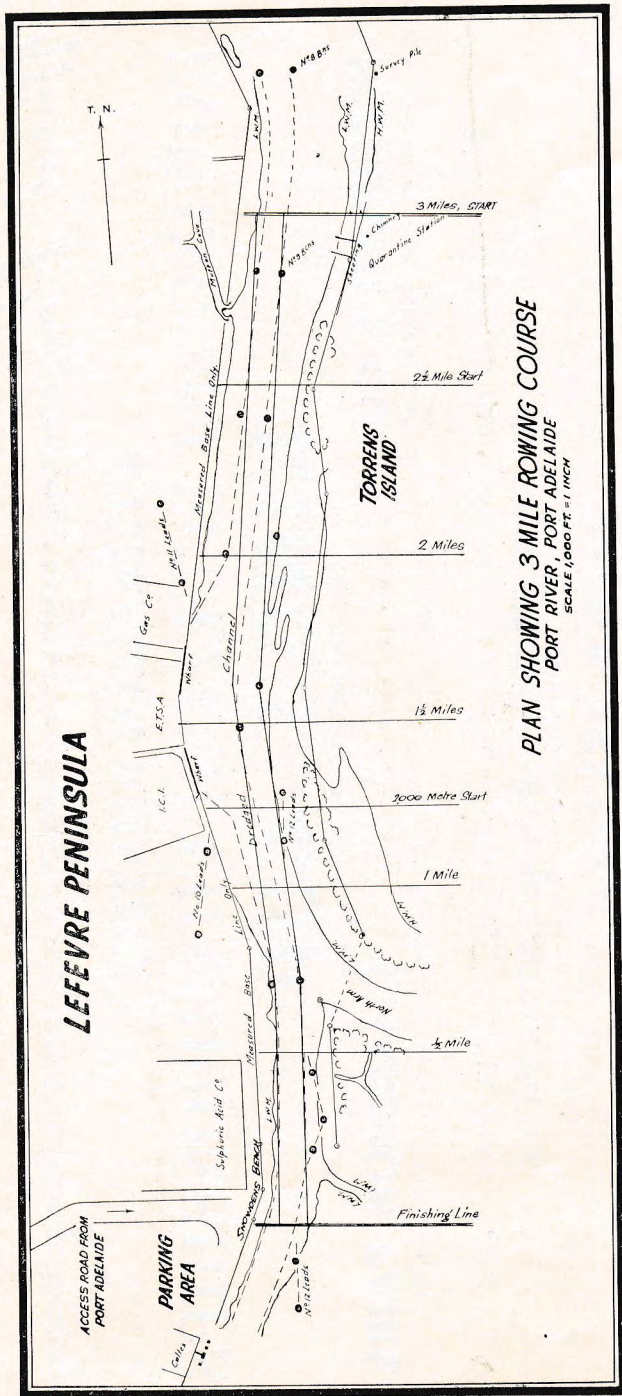 T. N.
LEFEVRE PENINSULA
TORRENS
ISLAND
PLAN SHOWING 3 MILE ROWING COURSE
PORT RIVER, PORT ADELAIDE
SCALE 1,000 FT. = 1 INCH
No 8 Bns
Survey Pile
L.W.M.
L.W.M.
H.W.M.
3 Miles, START
Chimney
Quarantine Station
Steering
No 9 Bns
Mutton Cove
2½ Mile Start
Measured Base Line Only
No 11 Leads
2 Miles
Gas Co
Wharf
Channel
E.T.S.A.
1½ Miles
I.C.I.
Wharf
2000 Metre Start
Dredged
No 12 Leads
No 10 Leads
1 Mile
H.W.M.
L.W.M.
Measured Base Line Only
North Arm
½ Mile
Sulphuric Acid Co
L.W.M.
SNOWDENS BEACH
Finishing Line
ACCESS ROAD FROM
PORT ADELAIDE
PARKING
AREA
No 12 Leads